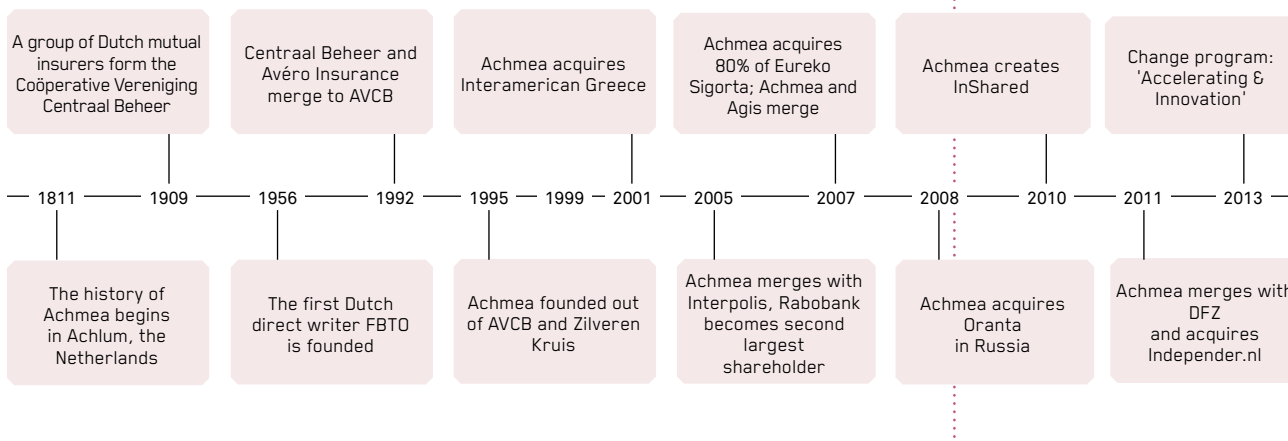 A group of Dutch mutual
insurers form the
Coöperative Vereniging
Centraal Beheer
Centraal Beheer and
Avéro Insurance
merge to AVCB
Achmea acquires
Interamerican Greece
Achmea acquires
80% of Eureko
Sigorta; Achmea and
Agis merge
Achmea creates
InShared
Change program:
'Accelerating &
Innovation'
1811 1909 1956 1992 1995 1999 2001 2005 2007 2008 2010 2011 2013
The history of
Achmea begins
in Achlum, the
Netherlands
The first Dutch
direct writer FBTO
is founded
Achmea founded out
of AVCB and Zilveren
Kruis
Achmea merges with
Interpolis, Rabobank
becomes second
largest
shareholder
Achmea acquires
Oranta
in Russia
Achmea merges with
DFZ
and acquires
Independer.nl